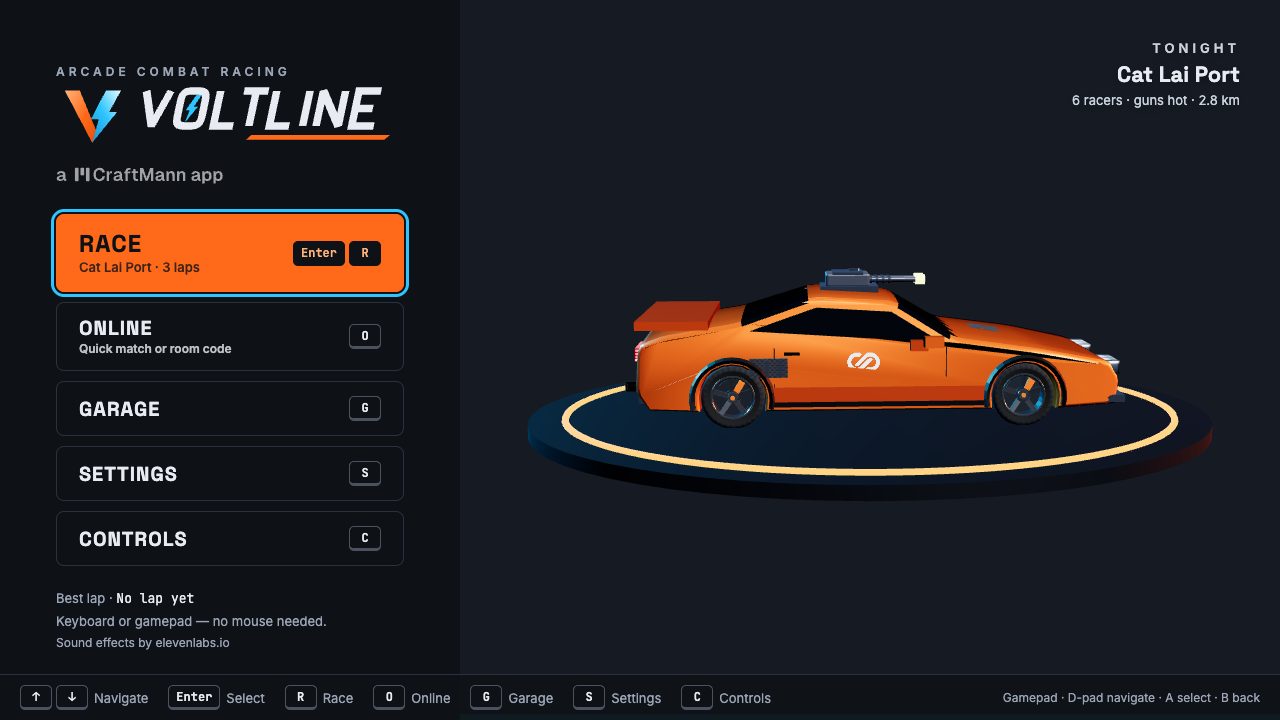 ARCADE COMBAT RACING
VOLTLINE
a CraftMann app
RACE
Cat Lai Port · 3 laps
Enter R
ONLINE
Quick match or room code
O
GARAGE
G
SETTINGS
S
CONTROLS
C
Best lap · No lap yet
Keyboard or gamepad — no mouse needed.
Sound effects by elevenlabs.io
TONIGHT
Cat Lai Port
6 racers · guns hot · 2.8 km
↑ ↓ Navigate Enter Select R Race O Online G Garage S Settings C Controls
Gamepad · D-pad navigate · A select · B back